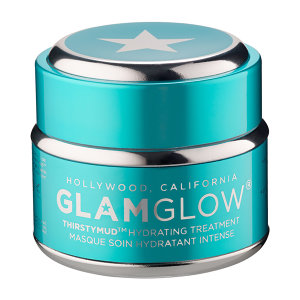 HOLLYWOOD, CALIFORNIA
GLAMGLOW®
THIRSTYMUD™ HYDRATING TREATMENT
MASQUE SOIN HYDRATANT INTENSE